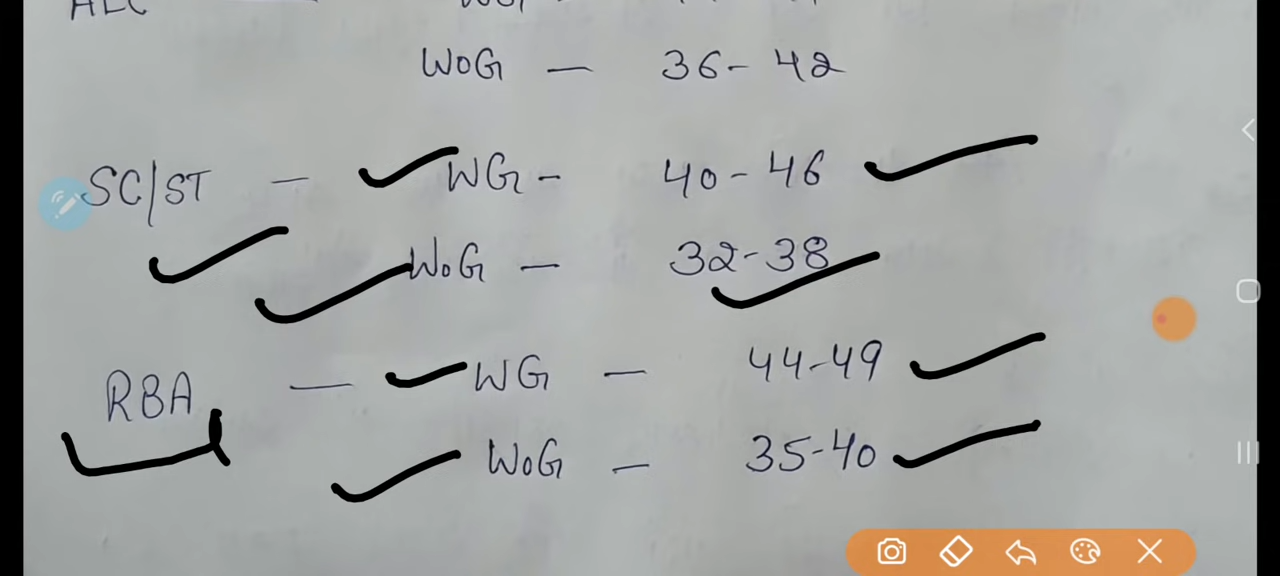 WOG — 36-42
SC/ST — WG - 40-46
WOG — 32-38
RBA — WG — 44-49
WOG — 35-40